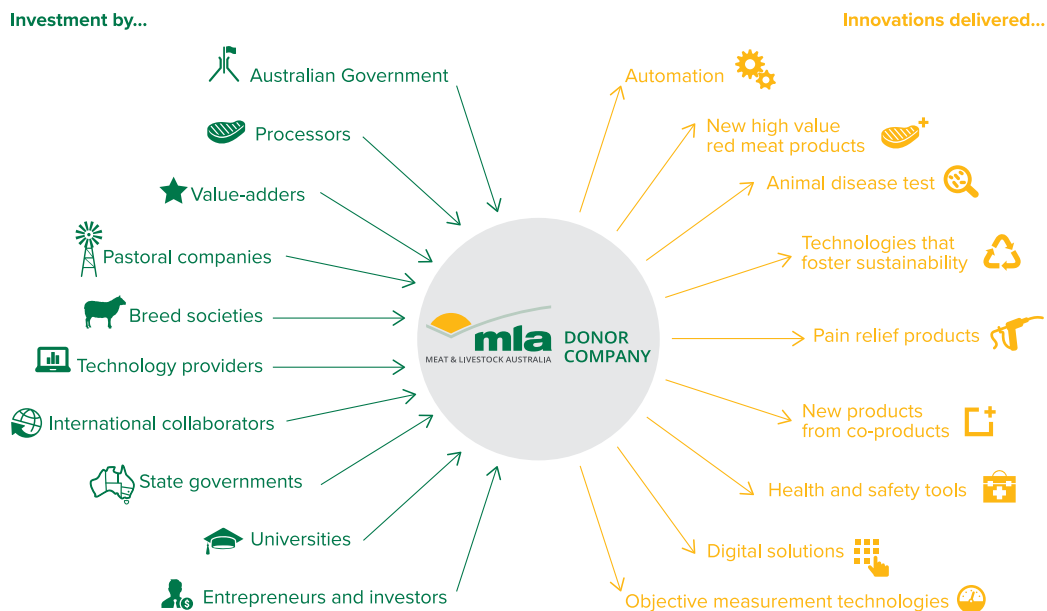 Investment by...
Australian Government
Processors
Value-adders
Pastoral companies
Breed societies
Technology providers
International collaborators
State governments
Universities
Entrepreneurs and investors
mla
MEAT & LIVESTOCK AUSTRALIA
DONOR
COMPANY
Innovations delivered...
Automation
New high value
red meat products
Animal disease test
Technologies that
foster sustainability
Pain relief products
New products
from co-products
Health and safety tools
Digital solutions
Objective measurement technologies